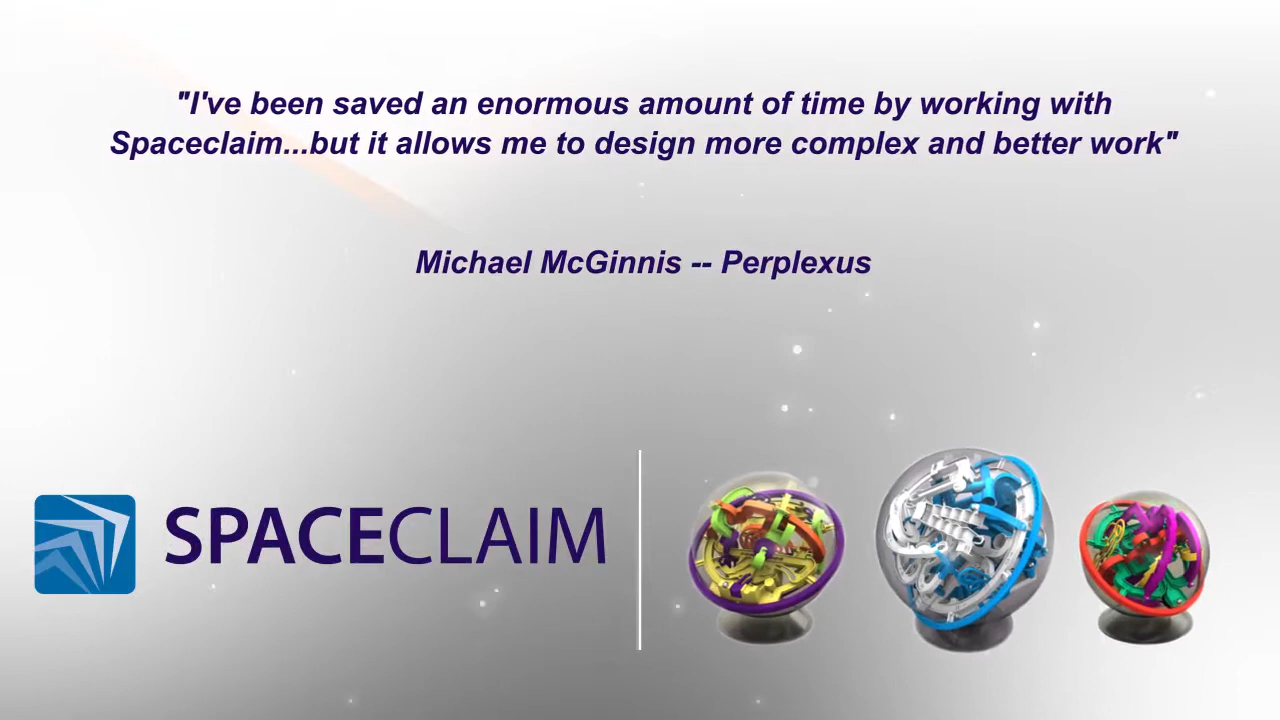 "I've been saved an enormous amount of time by working with
Spaceclaim...but it allows me to design more complex and better work"
Michael McGinnis -- Perplexus
SPACECLAIM